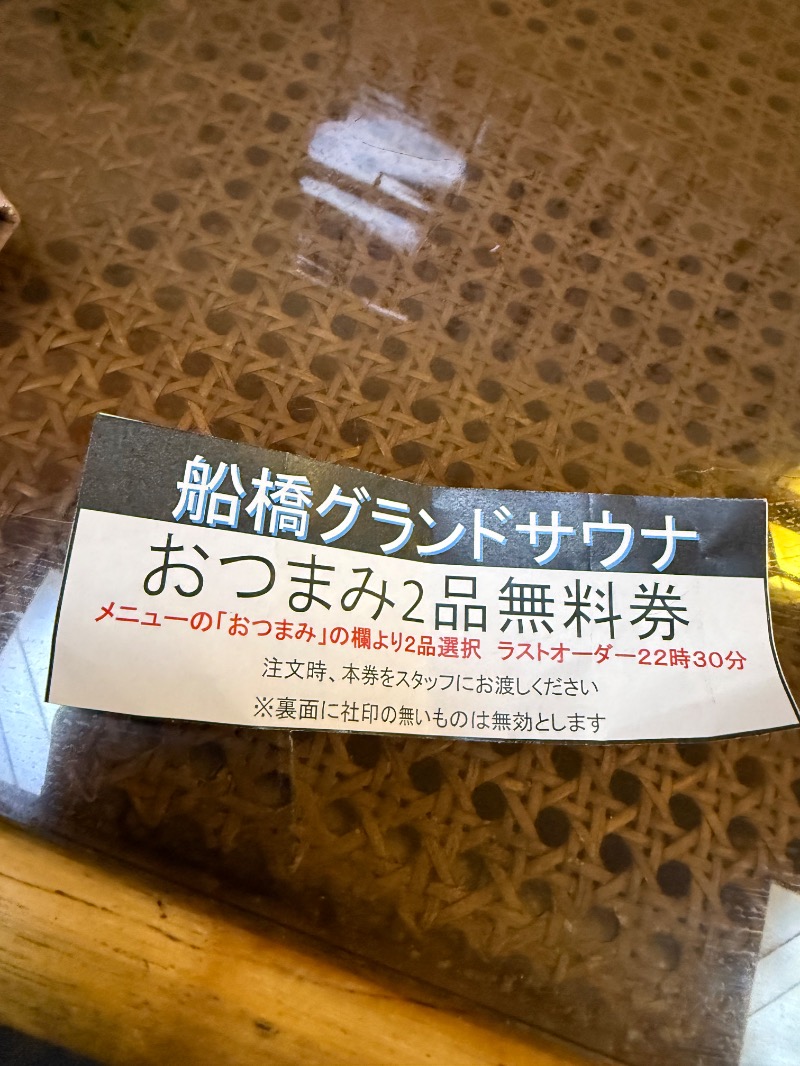 船橋グランドサウナ
おつまみ2品無料券
メニューの「おつまみ」の欄より2品選択 ラストオーダー22時30分
注文時、本券をスタッフにお渡しください
※裏面に社印の無いものは無効とします